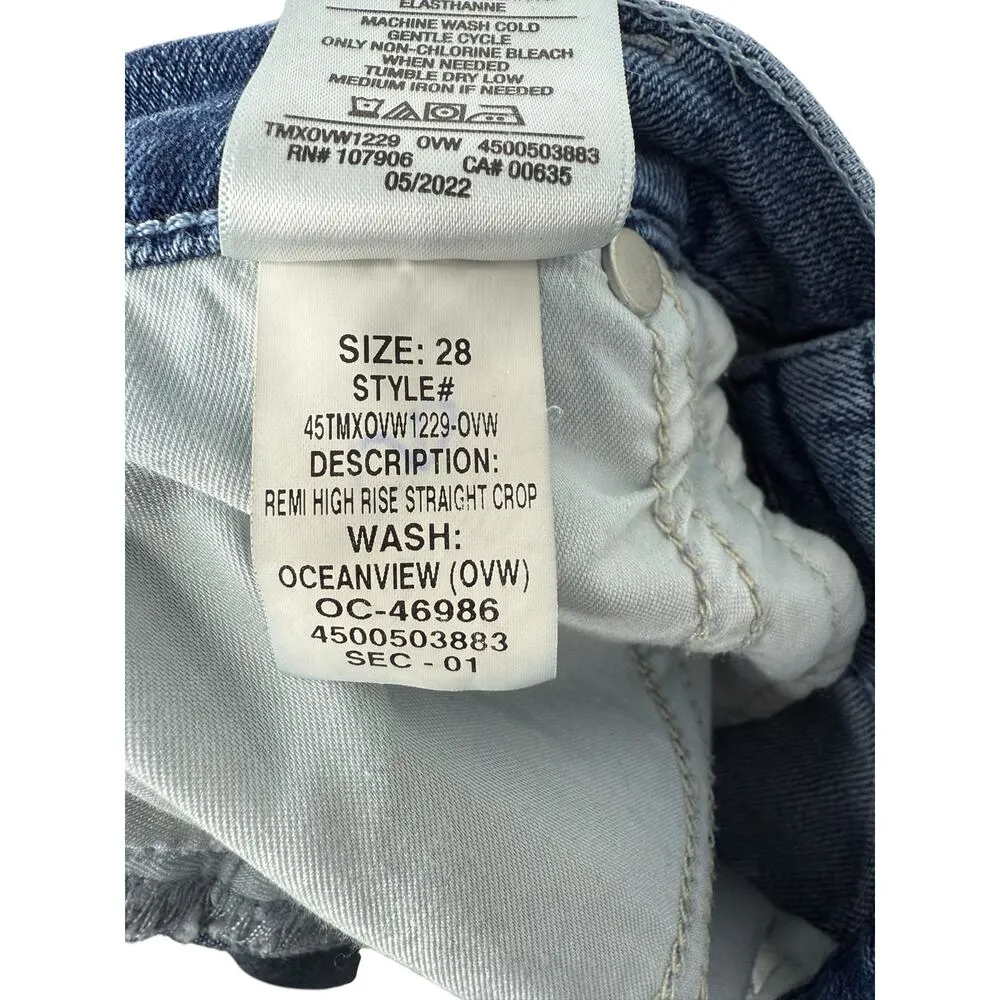 ELASTHANNE
MACHINE WASH COLD
GENTLE CYCLE
ONLY NON-CHLORINE BLEACH
WHEN NEEDED
TUMBLE DRY LOW
MEDIUM IRON IF NEEDED
TMXOVW1229 OVW 4500503883
RN# 107906 CA# 00635
05/2022
SIZE: 28
STYLE#
45TMXOVW1229-OVW
DESCRIPTION:
REMI HIGH RISE STRAIGHT CROP
WASH:
OCEANVIEW (OVW)
OC-46986
4500503883
SEC - 01